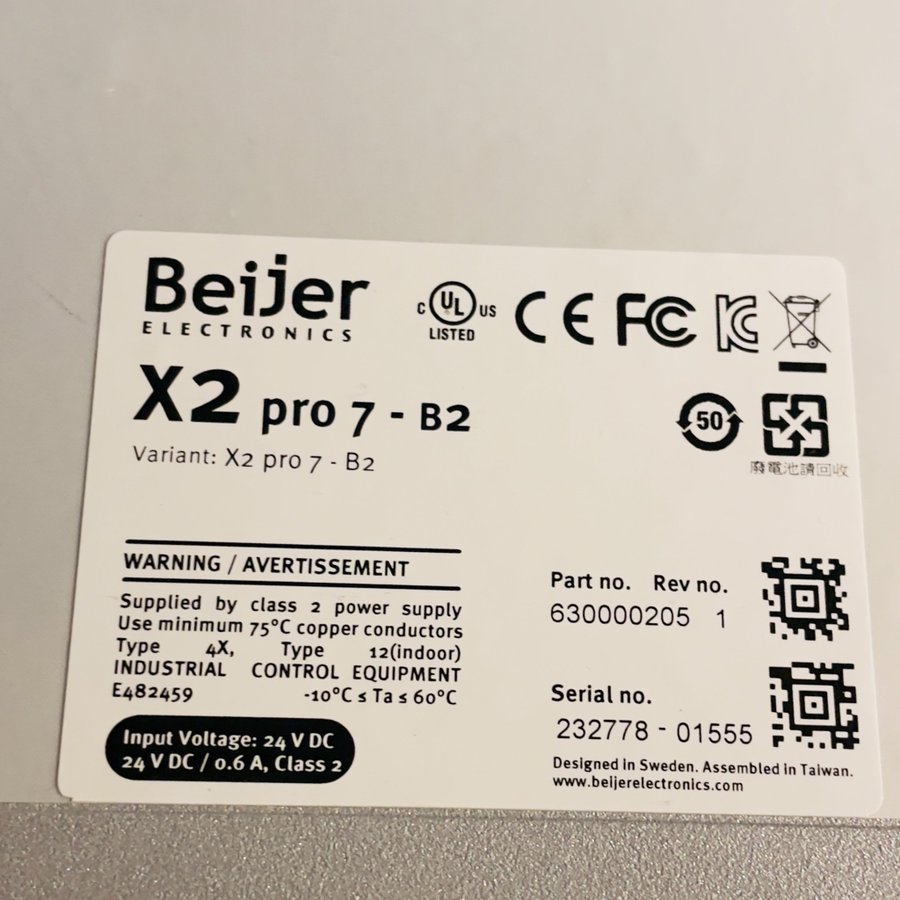 Beijer
ELECTRONICS
C UL US
LISTED
CE FC KC
X2 pro 7 - B2
Variant: X2 pro 7 - B2
50
廢電池請回收
WARNING / AVERTISSEMENT
Supplied by class 2 power supply
Use minimum 75°C copper conductors
Type 4X, Type 12(indoor)
INDUSTRIAL CONTROL EQUIPMENT
E482459 -10°C ≤ Ta ≤ 60°C
Input Voltage: 24 V DC
24 V DC / 0.6 A, Class 2
Part no. Rev no.
630000205 1
Serial no.
232778 - 01555
Designed in Sweden. Assembled in Taiwan.
www.beijerelectronics.com